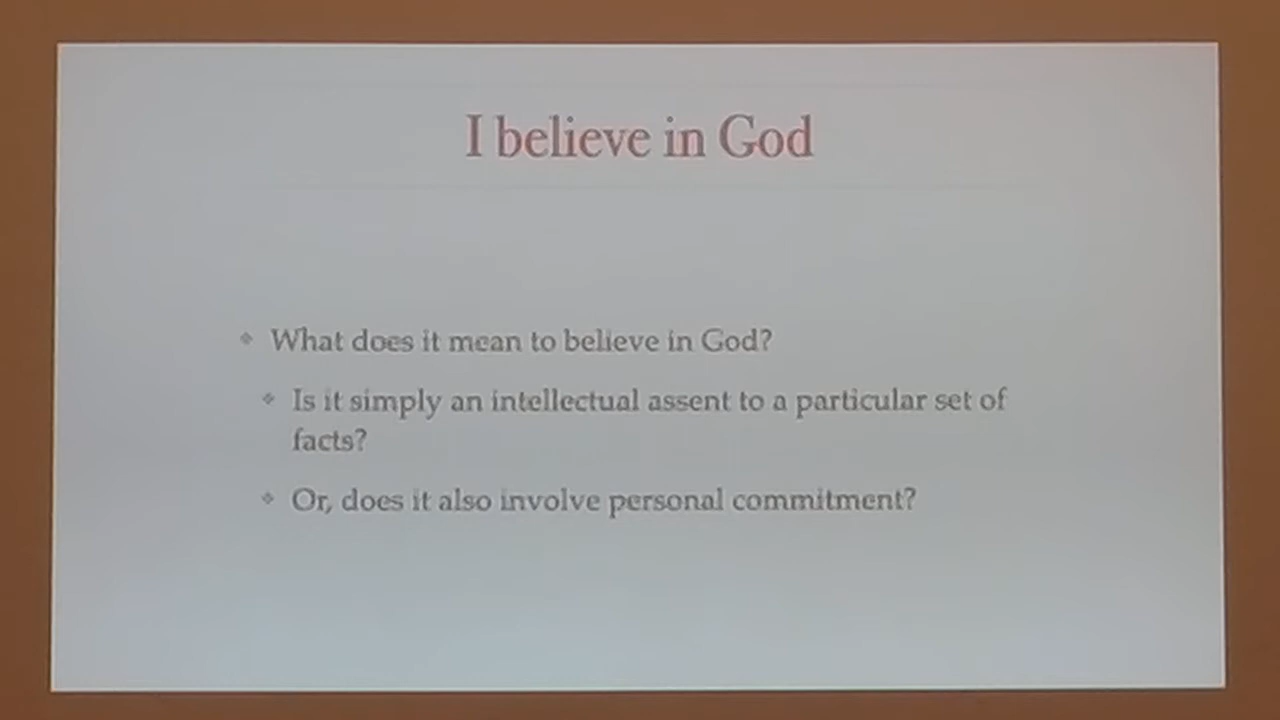 I believe in God
What does it mean to believe in God?
Is it simply an intellectual assent to a particular set of
facts?
Or, does it also involve personal commitment?